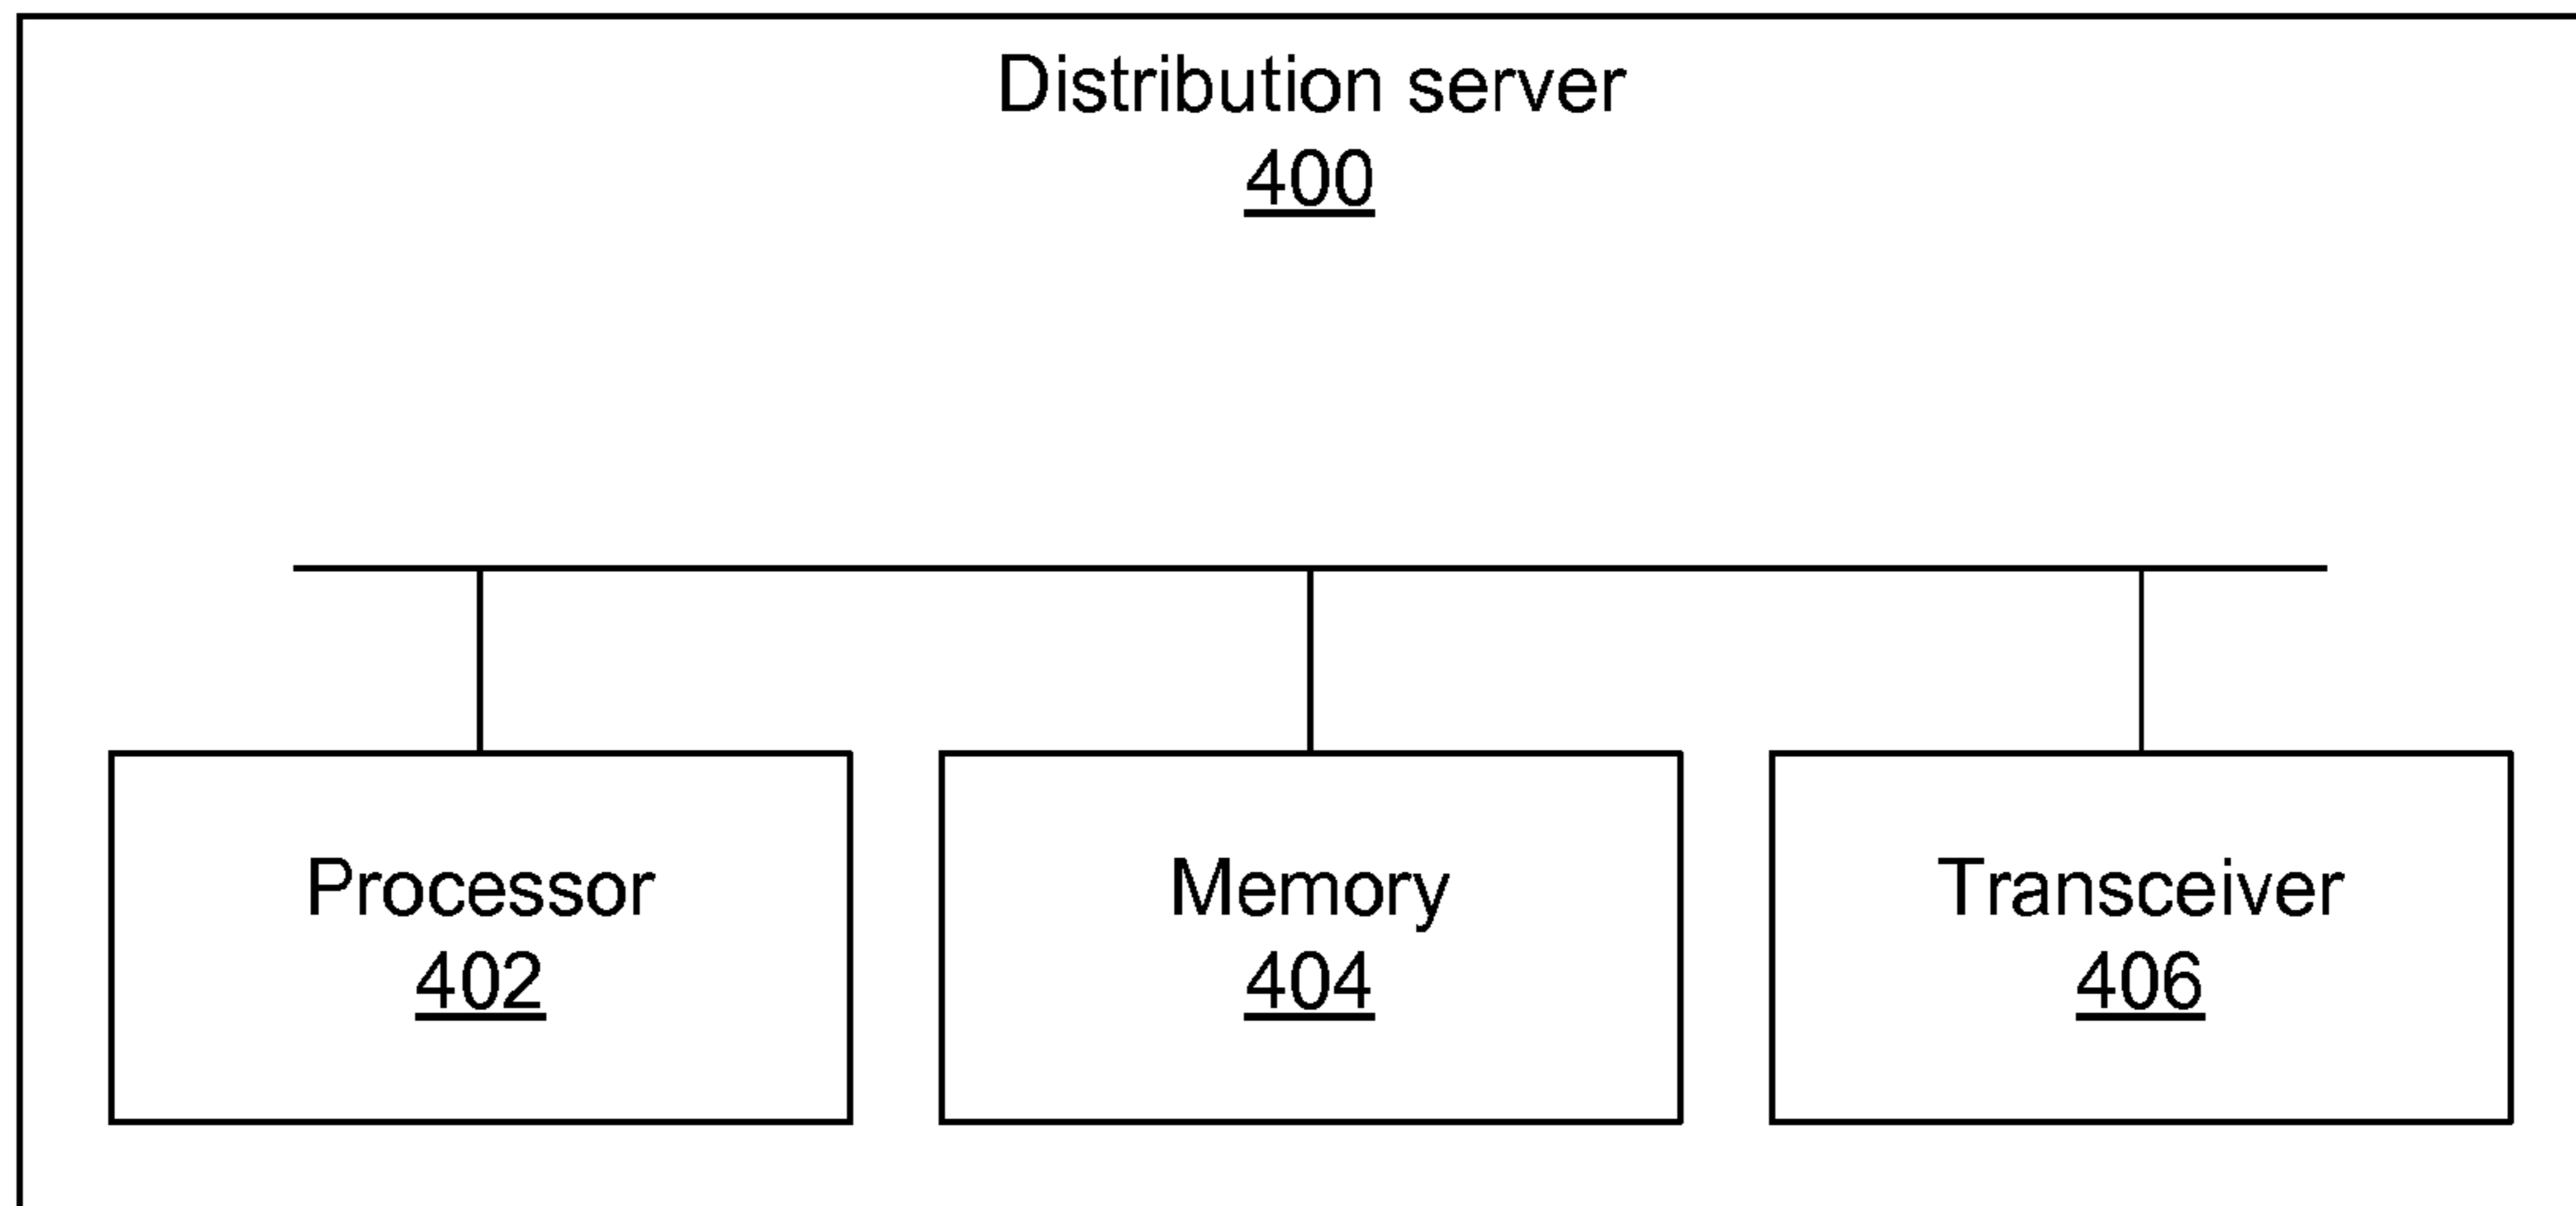 Distribution server
400
Processor
402
Memory
404
Transceiver
406